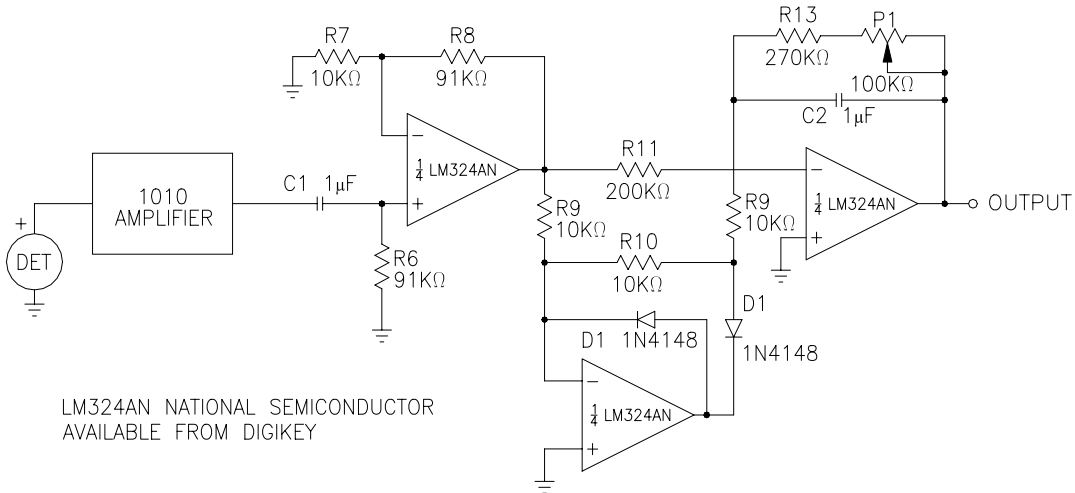 R7
10KΩ
R8
91KΩ
R13
270KΩ
P1
100KΩ
C2 1μF
1010
AMPLIFIER
C1 1μF
−
+
1/4 LM324AN
R11
200KΩ
−
+
1/4 LM324AN
OUTPUT
+
DET
R6
91KΩ
R9
10KΩ
R9
10KΩ
R10
10KΩ
D1 1N4148
D1
1N4148
−
+
1/4 LM324AN
LM324AN NATIONAL SEMICONDUCTOR
AVAILABLE FROM DIGIKEY